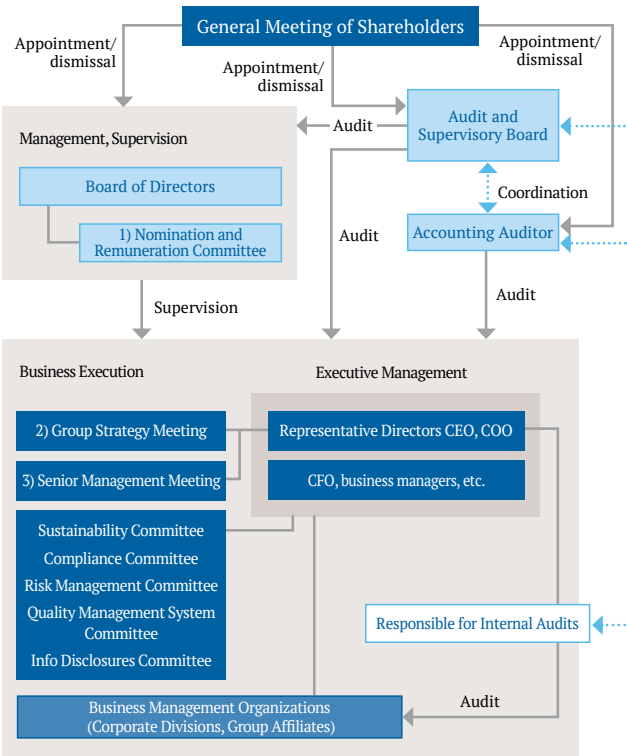 General Meeting of Shareholders
Appointment/
dismissal
Appointment/
dismissal
Appointment/
dismissal
Audit and
Supervisory Board
Audit
Management, Supervision
Board of Directors
1) Nomination and
Remuneration Committee
Coordination
Accounting Auditor
Audit
Audit
Supervision
Business Execution
Executive Management
2) Group Strategy Meeting
Representative Directors CEO, COO
3) Senior Management Meeting
CFO, business managers, etc.
Sustainability Committee
Compliance Committee
Risk Management Committee
Quality Management System
Committee
Info Disclosures Committee
Responsible for Internal Audits
Business Management Organizations
(Corporate Divisions, Group Affiliates)
Audit